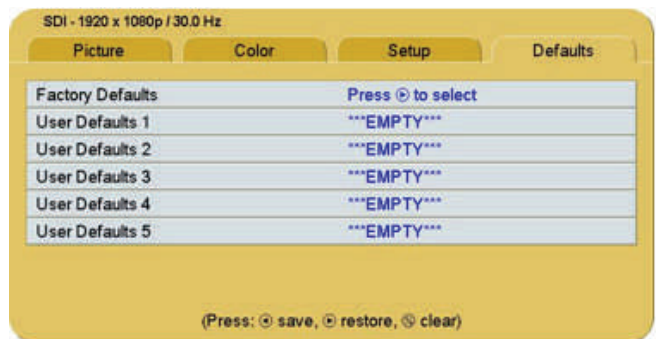 SDI - 1920 x 1080p / 30.0 Hz
Picture Color Setup Defaults
Factory Defaults Press ▶ to select
User Defaults 1 ***EMPTY***
User Defaults 2 ***EMPTY***
User Defaults 3 ***EMPTY***
User Defaults 4 ***EMPTY***
User Defaults 5 ***EMPTY***
(Press: ◀ save, ▶ restore, ⦸ clear)